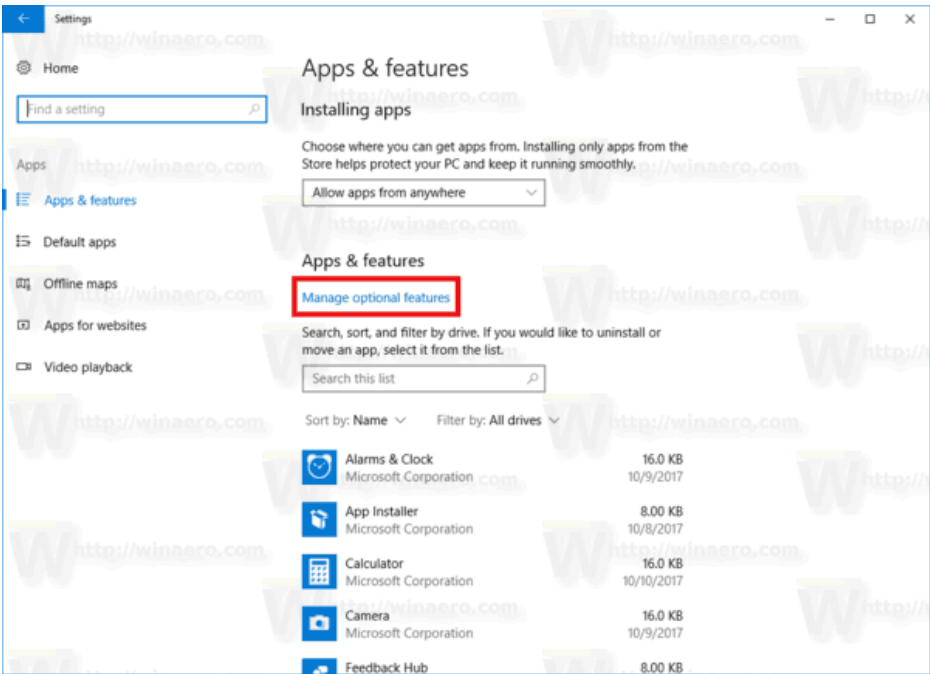 Settings
Home
Find a setting
Apps
Apps & features
Default apps
Offline maps
Apps for websites
Video playback
Apps & features
Installing apps
Choose where you can get apps from. Installing only apps from the
Store helps protect your PC and keep it running smoothly.
Allow apps from anywhere
Apps & features
Manage optional features
Search, sort, and filter by drive. If you would like to uninstall or
move an app, select it from the list.
Search this list
Sort by: Name Filter by: All drives
Alarms & Clock 16.0 KB
Microsoft Corporation 10/9/2017
App Installer 8.00 KB
Microsoft Corporation 10/8/2017
Calculator 16.0 KB
Microsoft Corporation 10/10/2017
Camera 16.0 KB
Microsoft Corporation 10/9/2017
Feedback Hub 8.00 KB
http://winaero.com